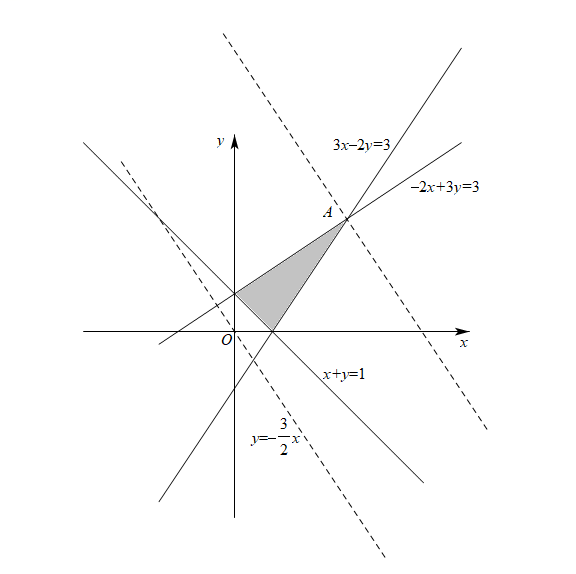 y
3x−2y=3
−2x+3y=3
A
O
x
x+y=1
y=−3/2x